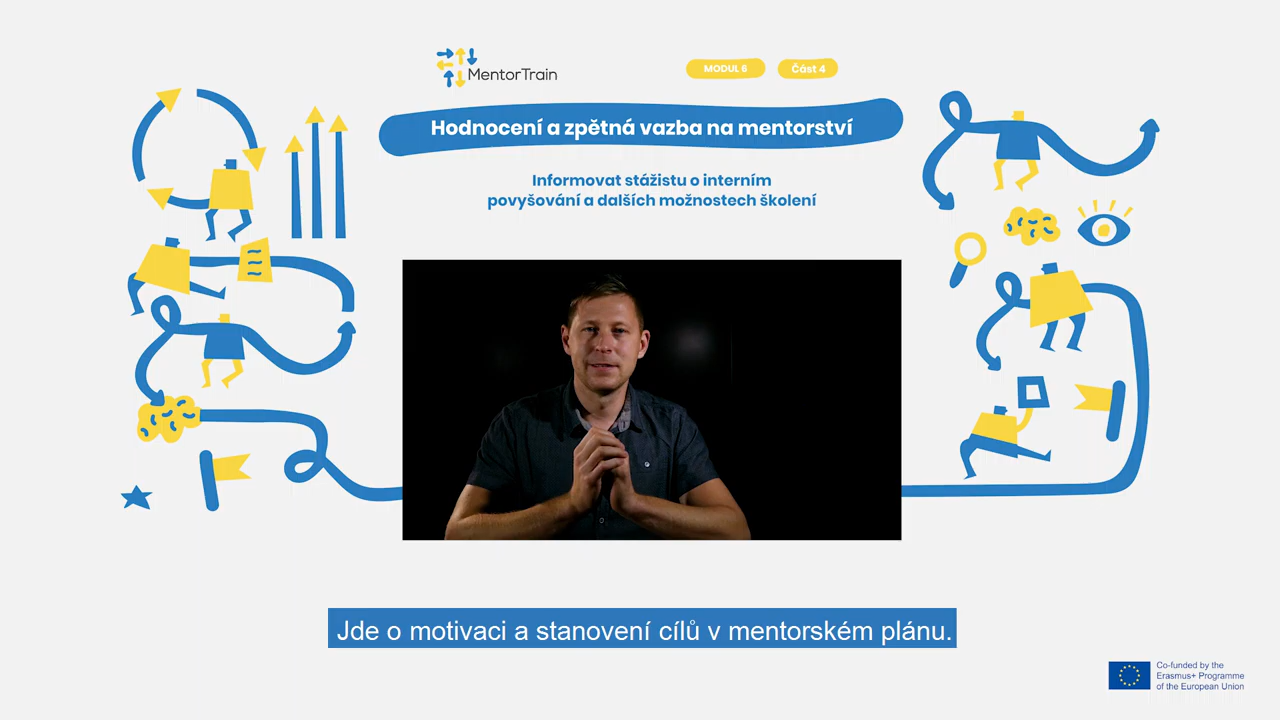 MentorTrain
MODUL 6
Část 4
Hodnocení a zpětná vazba na mentorství
Informovat stážistu o interním
povyšování a dalších možnostech školení
Jde o motivaci a stanovení cílů v mentorském plánu.
Co-funded by the
Erasmus+ Programme
of the European Union